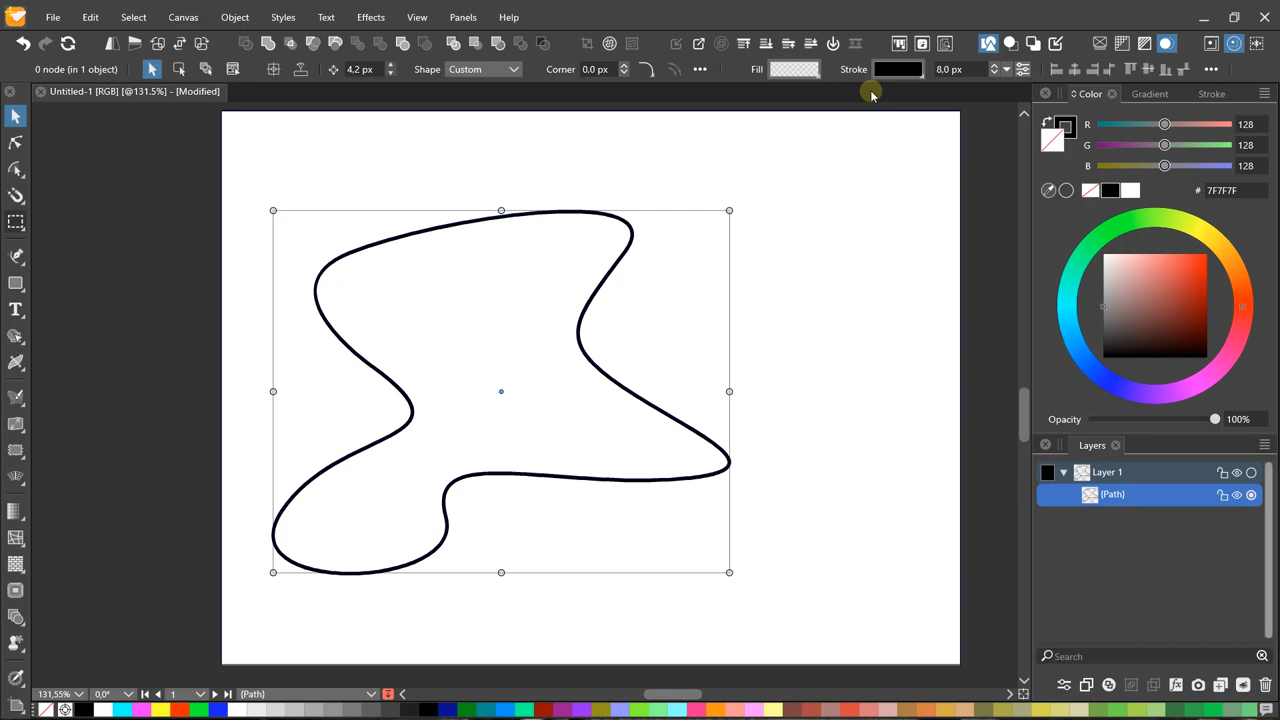 File Edit Canvas Object Styles Text Effects View Panels Help
0 node (in 1 object) 4,2 px Shape Custom Corner 0,0 px Fill Stroke 8,0 px
Untitled-1 [RGB] [@131.5%] - [Modified]
Color Gradient Stroke
R 128
G 128
B 128
# 7F7F7F
Opacity 100%
Layers
Layer 1
(Path)
Search
131,55% 0,0° 1 (Path)